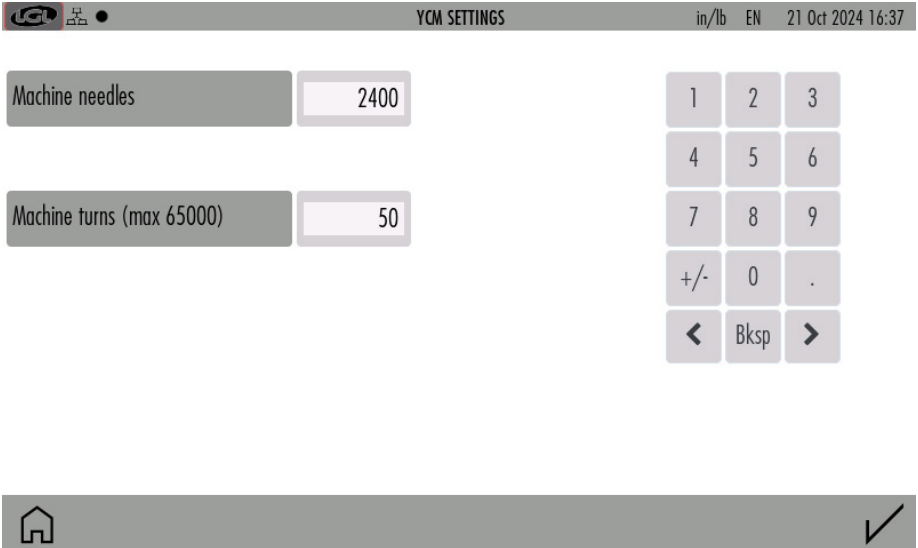 LGL YCM SETTINGS in/lb EN 21 Oct 2024 16:37
Machine needles 2400
Machine turns (max 65000) 50
1 2 3
4 5 6
7 8 9
+/- 0 .
< Bksp >